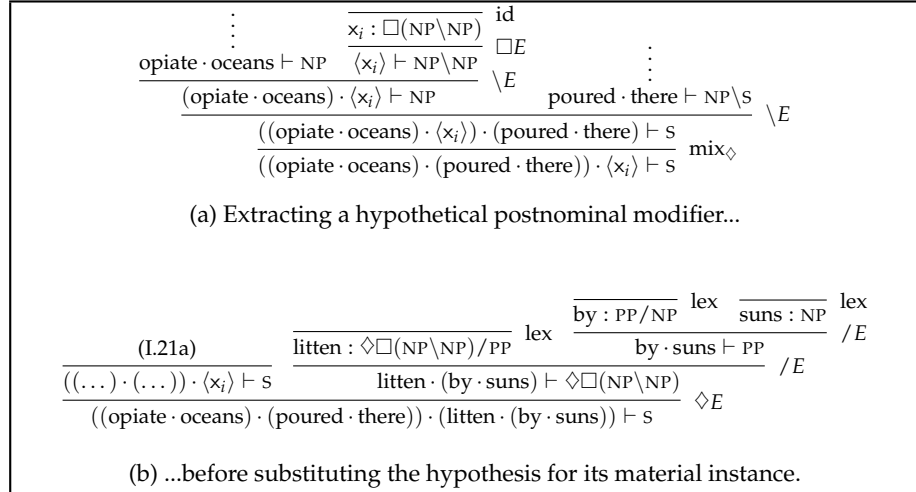 ⋮
x_i : □(NP\NP) id
opiate · oceans ⊢ NP ⟨x_i⟩ ⊢ NP\NP □E
⋮
(opiate · oceans) · ⟨x_i⟩ ⊢ NP \E poured · there ⊢ NP\S
((opiate · oceans) · ⟨x_i⟩) · (poured · there) ⊢ S \E
((opiate · oceans) · (poured · there)) · ⟨x_i⟩ ⊢ S mix◇
(a) Extracting a hypothetical postnominal modifier...
by : PP/NP lex suns : NP lex
(I.21a) litten : ◇□(NP\NP)/PP lex by · suns ⊢ PP /E
((...) · (...)) · ⟨x_i⟩ ⊢ S litten · (by · suns) ⊢ ◇□(NP\NP) /E
((opiate · oceans) · (poured · there)) · (litten · (by · suns)) ⊢ S ◇E
(b) ...before substituting the hypothesis for its material instance.